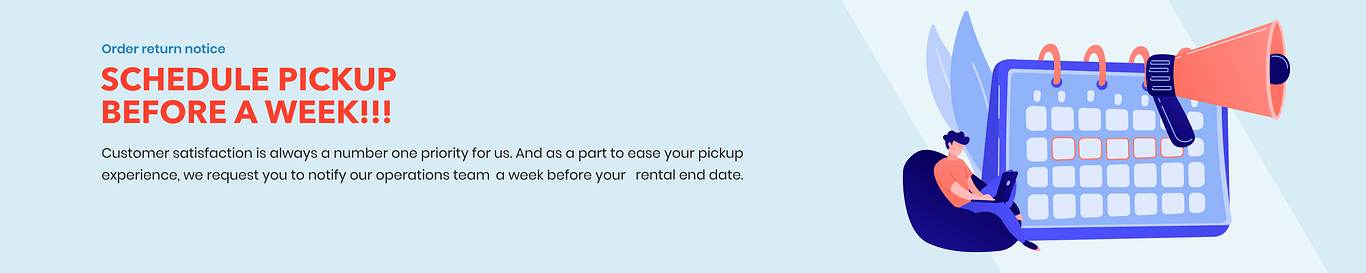 Order return notice
SCHEDULE PICKUP
BEFORE A WEEK!!!
Customer satisfaction is always a number one priority for us. And as a part to ease your pickup
experience, we request you to notify our operations team a week before your rental end date.